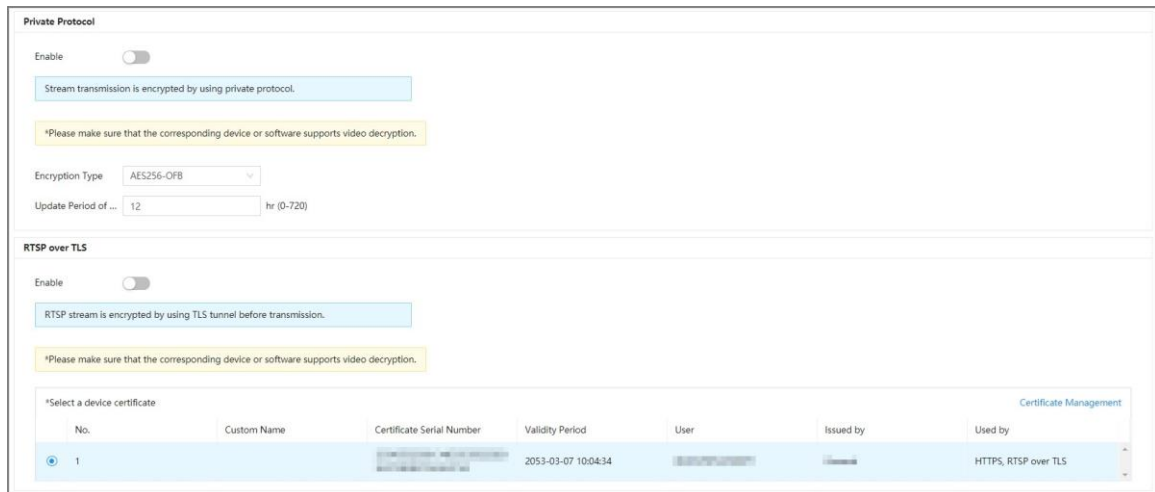 Private Protocol
Enable
Stream transmission is encrypted by using private protocol.
*Please make sure that the corresponding device or software supports video decryption.
Encryption Type AES256-OFB
Update Period of ... 12 hr (0-720)
RTSP over TLS
Enable
RTSP stream is encrypted by using TLS tunnel before transmission.
*Please make sure that the corresponding device or software supports video decryption.
*Select a device certificate Certificate Management
No. Custom Name Certificate Serial Number Validity Period User Issued by Used by
1 2053-03-07 10:04:34 HTTPS, RTSP over TLS